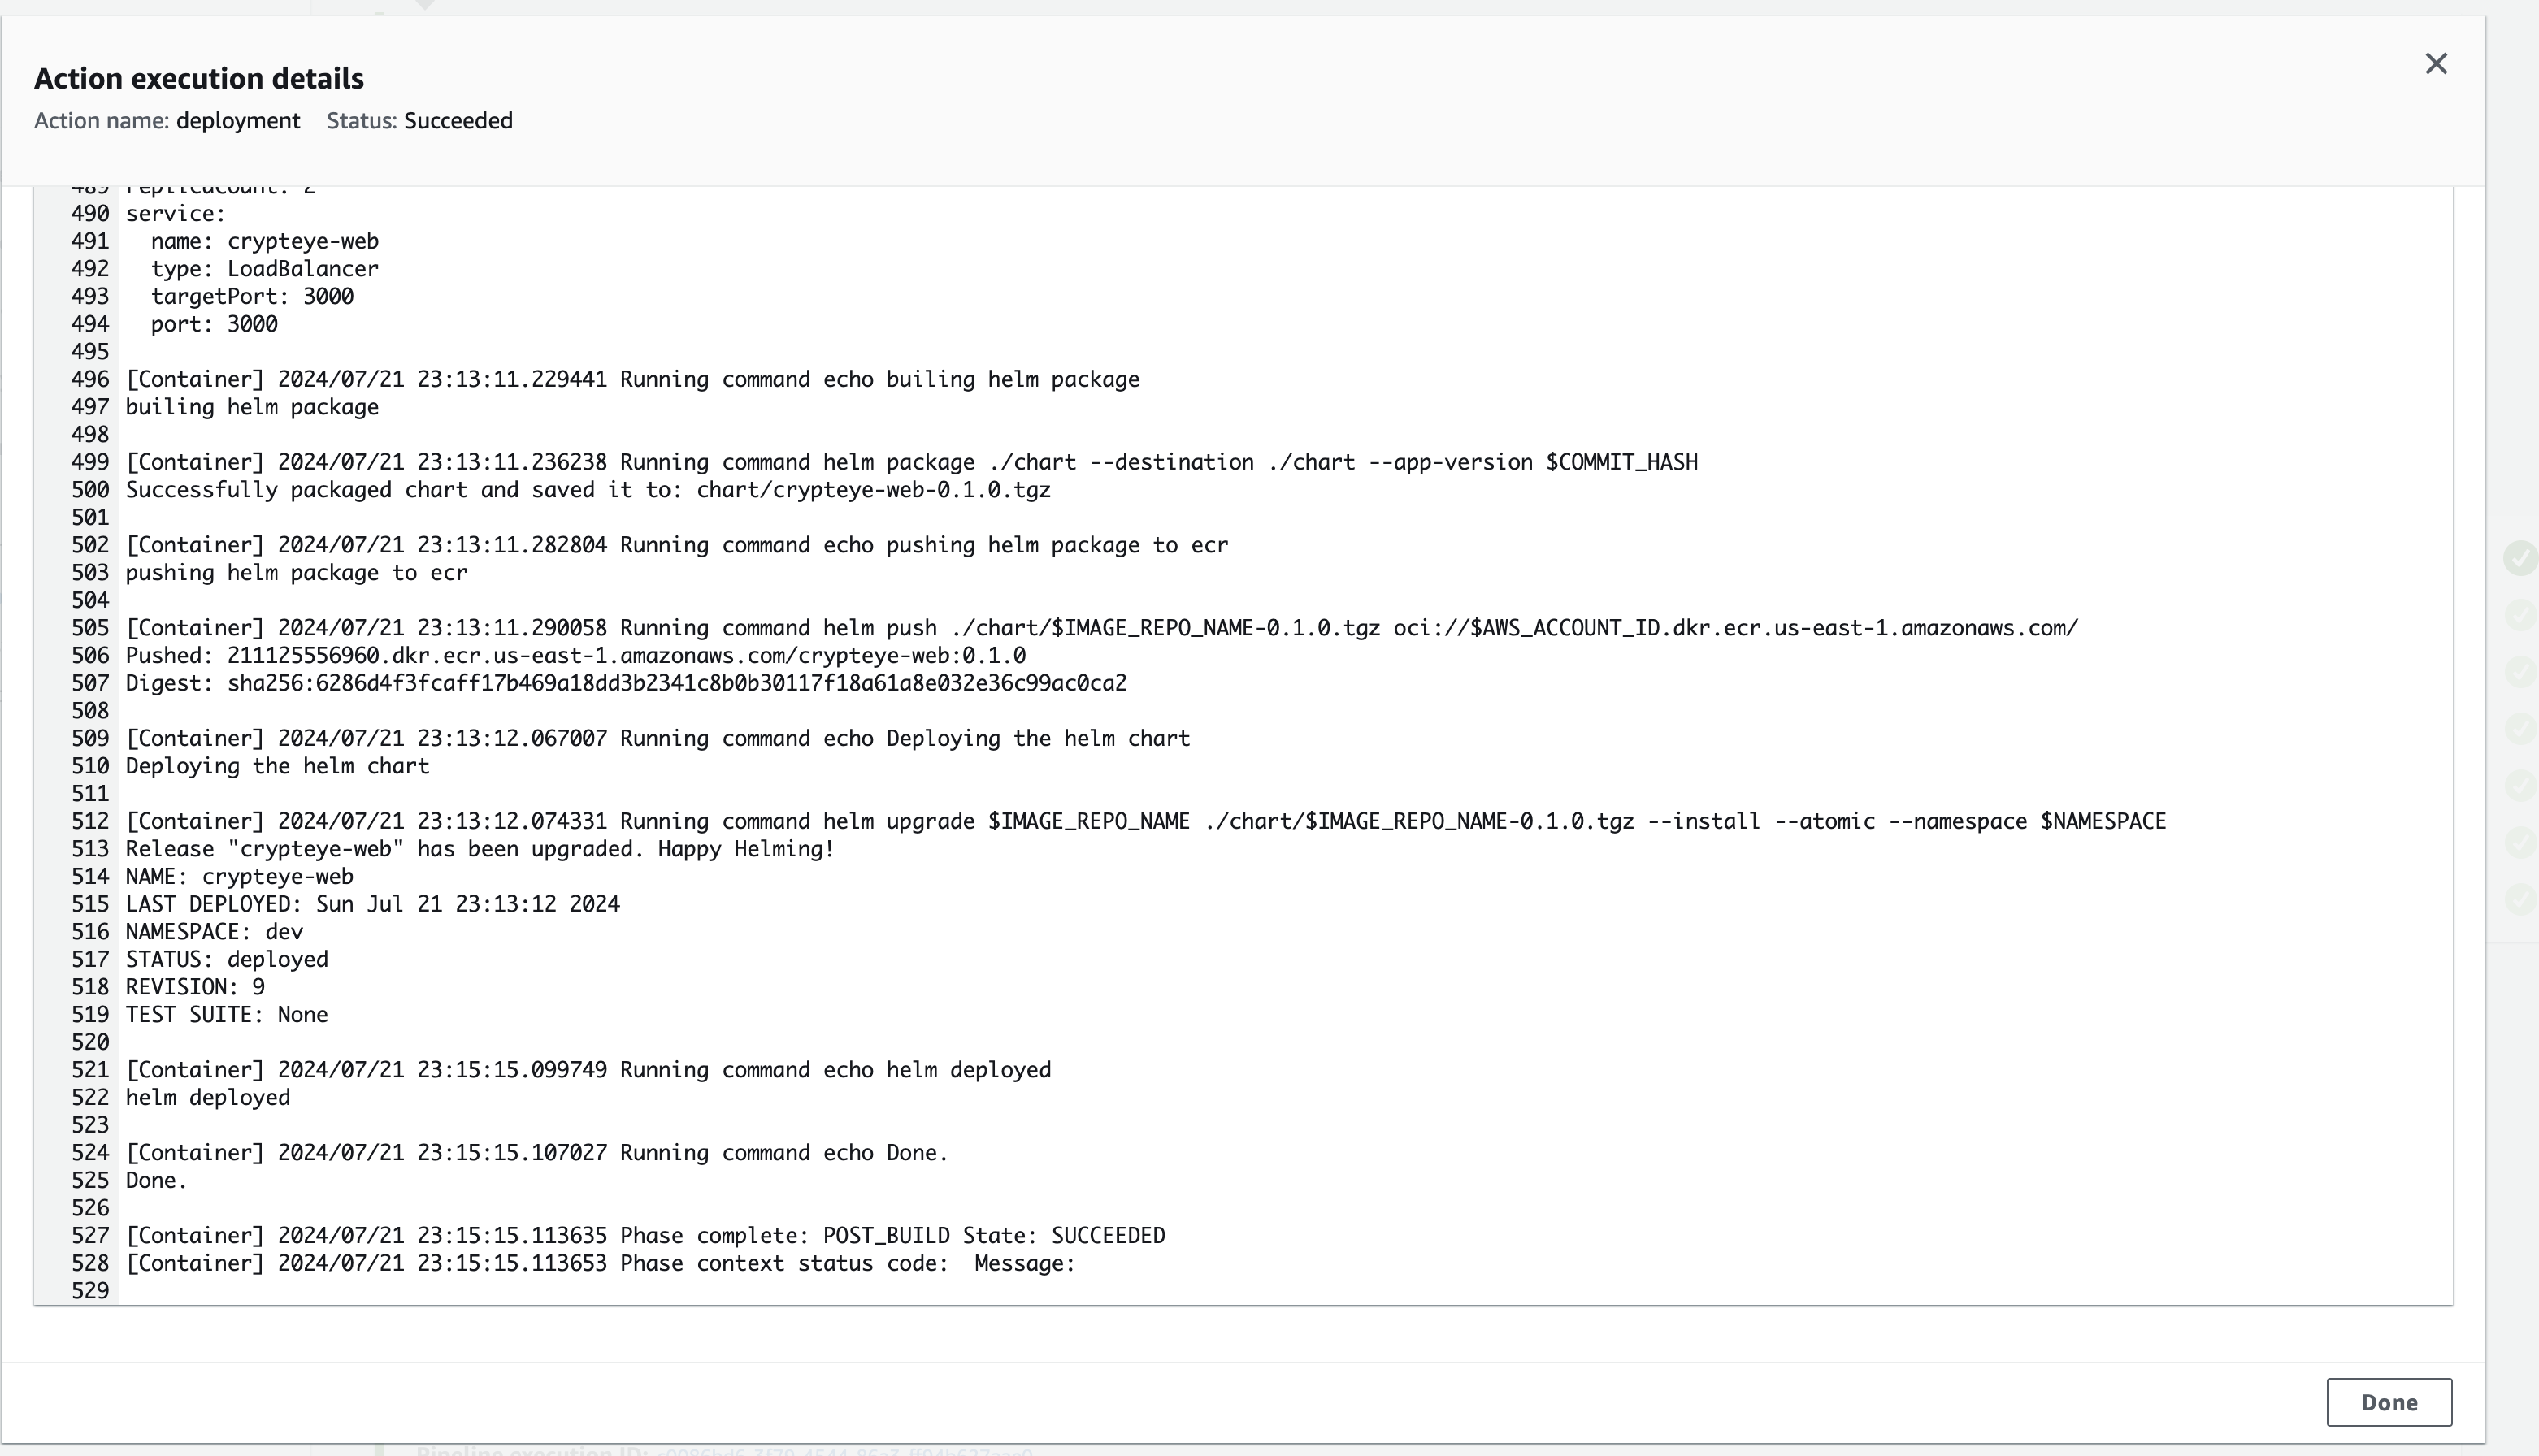 Action execution details
Action name: deployment Status: Succeeded
489 replicaCount: 2
490 service:
491   name: crypteye-web
492   type: LoadBalancer
493   targetPort: 3000
494   port: 3000
495
496 [Container] 2024/07/21 23:13:11.229441 Running command echo builing helm package
497 builing helm package
498
499 [Container] 2024/07/21 23:13:11.236238 Running command helm package ./chart --destination ./chart --app-version $COMMIT_HASH
500 Successfully packaged chart and saved it to: chart/crypteye-web-0.1.0.tgz
501
502 [Container] 2024/07/21 23:13:11.282804 Running command echo pushing helm package to ecr
503 pushing helm package to ecr
504
505 [Container] 2024/07/21 23:13:11.290058 Running command helm push ./chart/$IMAGE_REPO_NAME-0.1.0.tgz oci://$AWS_ACCOUNT_ID.dkr.ecr.us-east-1.amazonaws.com/
506 Pushed: 211125556960.dkr.ecr.us-east-1.amazonaws.com/crypteye-web:0.1.0
507 Digest: sha256:6286d4f3fcaff17b469a18dd3b2341c8b0b30117f18a61a8e032e36c99ac0ca2
508
509 [Container] 2024/07/21 23:13:12.067007 Running command echo Deploying the helm chart
510 Deploying the helm chart
511
512 [Container] 2024/07/21 23:13:12.074331 Running command helm upgrade $IMAGE_REPO_NAME ./chart/$IMAGE_REPO_NAME-0.1.0.tgz --install --atomic --namespace $NAMESPACE
513 Release "crypteye-web" has been upgraded. Happy Helming!
514 NAME: crypteye-web
515 LAST DEPLOYED: Sun Jul 21 23:13:12 2024
516 NAMESPACE: dev
517 STATUS: deployed
518 REVISION: 9
519 TEST SUITE: None
520
521 [Container] 2024/07/21 23:15:15.099749 Running command echo helm deployed
522 helm deployed
523
524 [Container] 2024/07/21 23:15:15.107027 Running command echo Done.
525 Done.
526
527 [Container] 2024/07/21 23:15:15.113635 Phase complete: POST_BUILD State: SUCCEEDED
528 [Container] 2024/07/21 23:15:15.113653 Phase context status code:  Message:
529
Done
Pipeline execution ID: